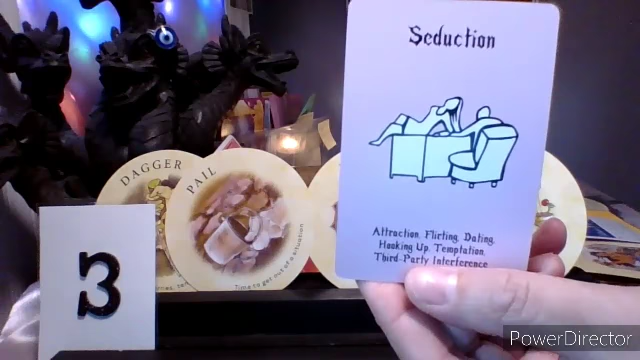 Seduction
Attraction, Flirting, Dating,
Hooking Up, Temptation,
Third-Party Interference
DAGGER
PAIL
Time to get out of a situation
3
PowerDirector